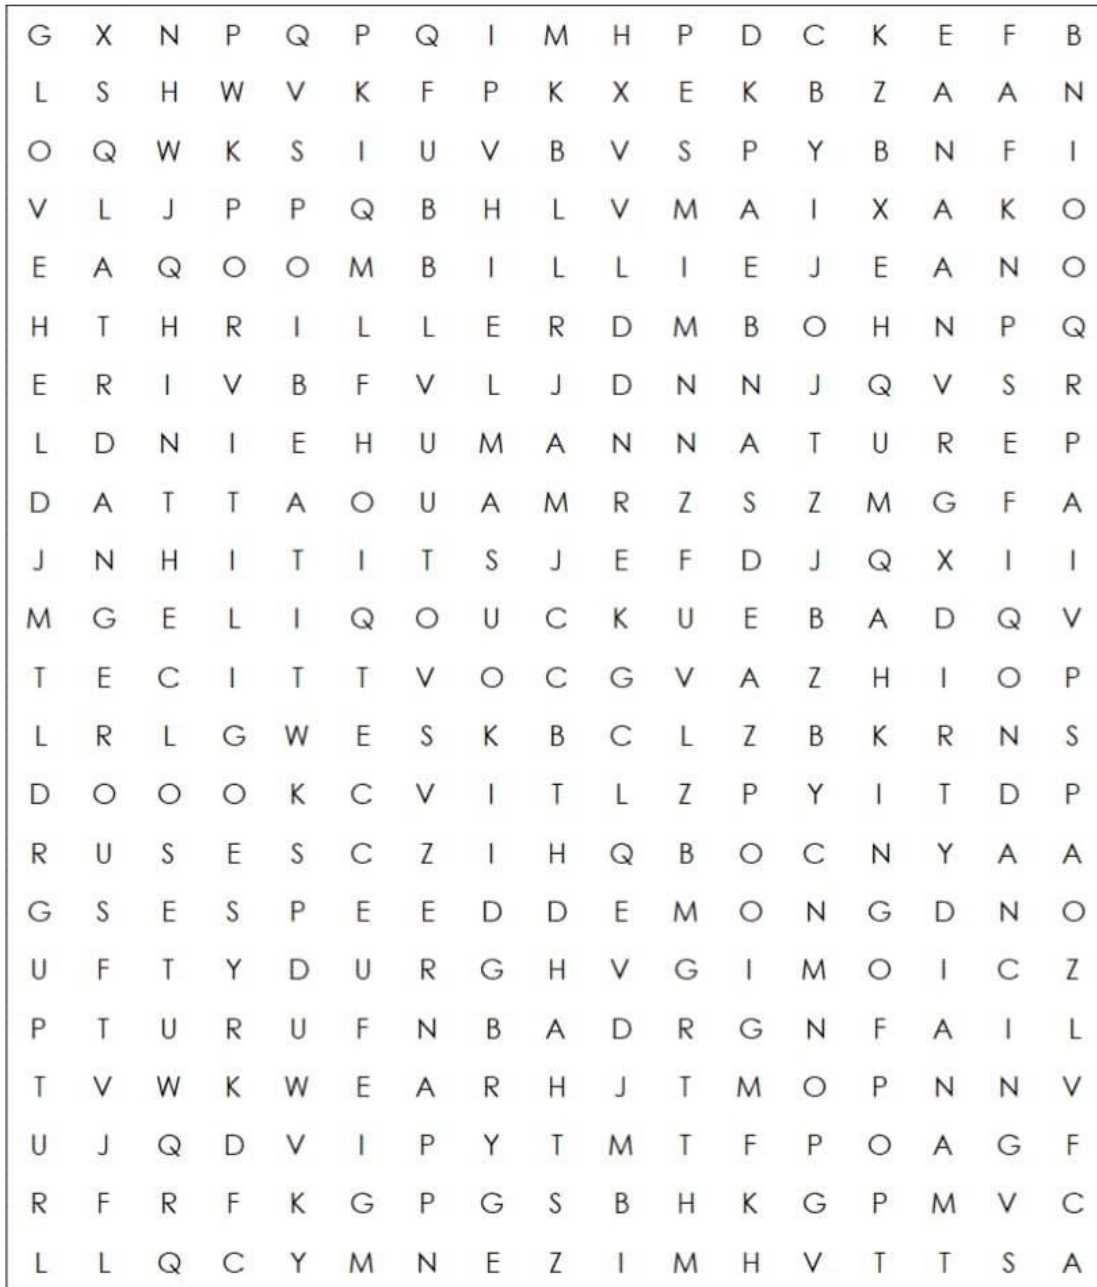 G X N P Q P Q I M H P D C K E F B
L S H W V K F P K X E K B Z A A N
O Q W K S I U V B V S P Y B N F I
V L J P P Q B H L V M A I X A K O
E A Q O O M B I L L I E J E A N O
H T H R I L L E R D M B O H N P Q
E R I V B F V L J D N N J Q V S R
L D N I E H U M A N N A T U R E P
D A T T A O U A M R Z S Z M G F A
J N H I T I T S J E F D J Q X I I
M G E L I Q O U C K U E B A D Q V
T E C I T T V O C G V A Z H I O P
L R L G W E S K B C L Z B K R N S
D O O O K C V I T L Z P Y I T D P
R U S E S C Z I H Q B O C N Y A A
G S E S P E E D D E M O N G D N O
U F T Y D U R G H V G I M O I C Z
P T U R U F N B A D R G N F A I L
T V W K W E A R H J T M O P N N V
U J Q D V I P Y T M T F P O A G F
R F R F K G P G S B H K G P M V C
L L Q C Y M N E Z I M H V T T S A